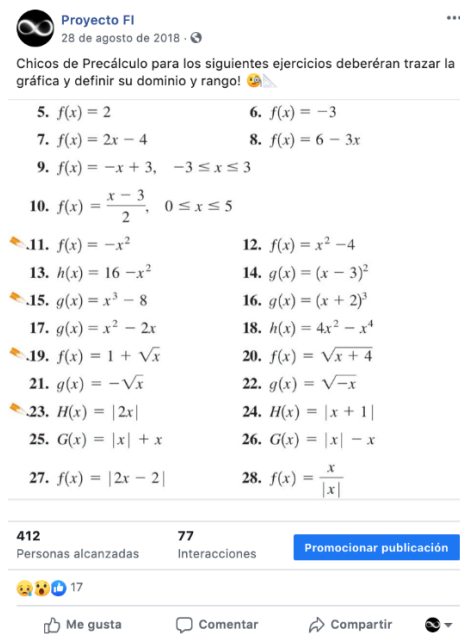 Proyecto FI
28 de agosto de 2018 ·
Chicos de Precálculo para los siguientes ejercicios deberéran trazar la
gráfica y definir su dominio y rango!
5. f(x) = 2 6. f(x) = −3
7. f(x) = 2x − 4 8. f(x) = 6 − 3x
9. f(x) = −x + 3, −3 ≤ x ≤ 3
10. f(x) = (x − 3)/2, 0 ≤ x ≤ 5
.11. f(x) = −x² 12. f(x) = x² −4
13. h(x) = 16 −x² 14. g(x) = (x − 3)²
.15. g(x) = x³ − 8 16. g(x) = (x + 2)³
17. g(x) = x² − 2x 18. h(x) = 4x² − x⁴
.19. f(x) = 1 + √x 20. f(x) = √(x + 4)
21. g(x) = −√x 22. g(x) = √(−x)
.23. H(x) = |2x| 24. H(x) = |x + 1|
25. G(x) = |x| + x 26. G(x) = |x| − x
27. f(x) = |2x − 2| 28. f(x) = x/|x|
412 77
Personas alcanzadas Interacciones Promocionar publicación
17
Me gusta Comentar Compartir